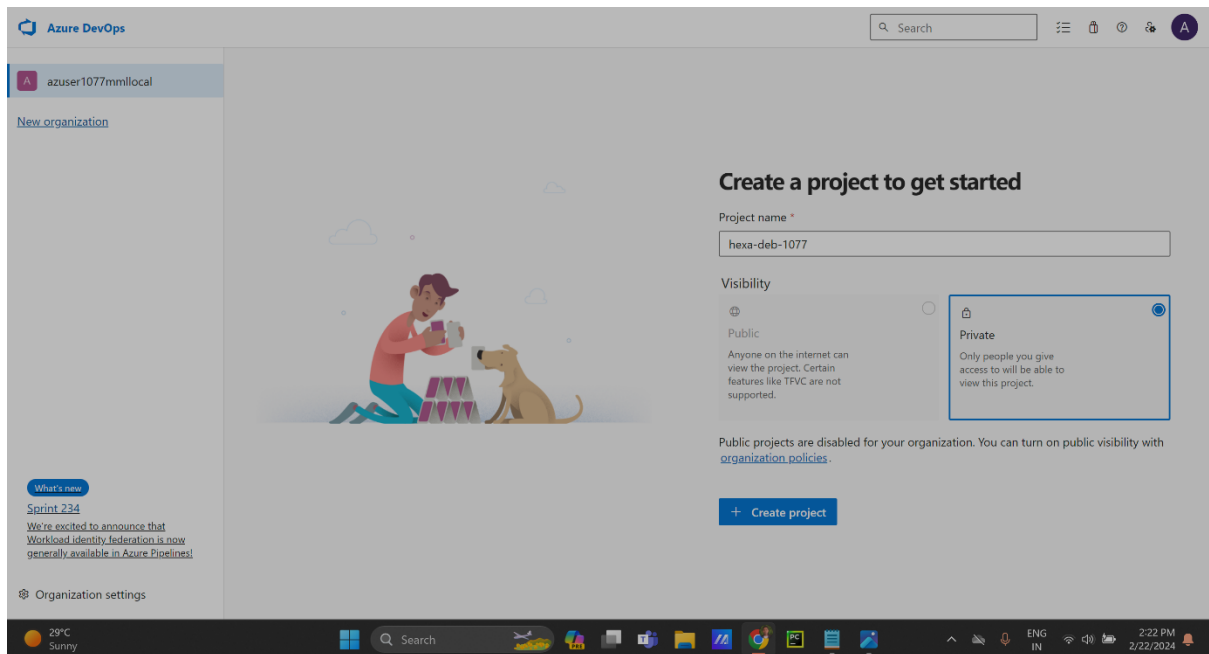 Azure DevOps
Search
A
A
azuser1077mmllocal
New organization
Create a project to get started
Project name *
hexa-deb-1077
Visibility
Public
Anyone on the internet can
view the project. Certain
features like TFVC are not
supported.
Private
Only people you give
access to will be able to
view this project.
Public projects are disabled for your organization. You can turn on public visibility with
organization policies.
+ Create project
What's new
Sprint 234
We're excited to announce that
Workload identity federation is now
generally available in Azure Pipelines!
Organization settings
29°C
Sunny
Search
PRE
PC
ENG
IN
2:22 PM
2/22/2024